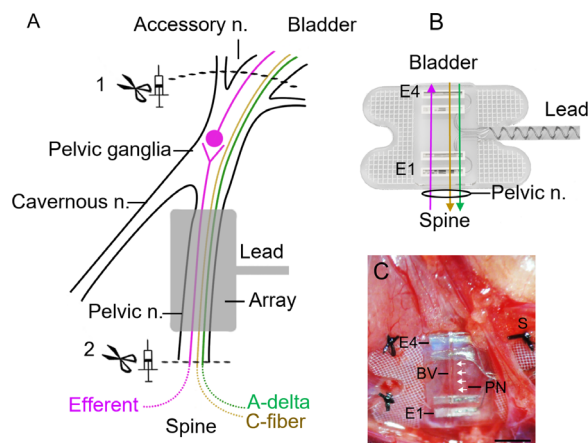 A
Accessory n.
Bladder
1
Pelvic ganglia
Cavernous n.
Lead
Pelvic n.
Array
2
Efferent
A-delta
C-fiber
Spine
B
Bladder
E4
Lead
E1
Pelvic n.
Spine
C
S
E4
BV
PN
E1